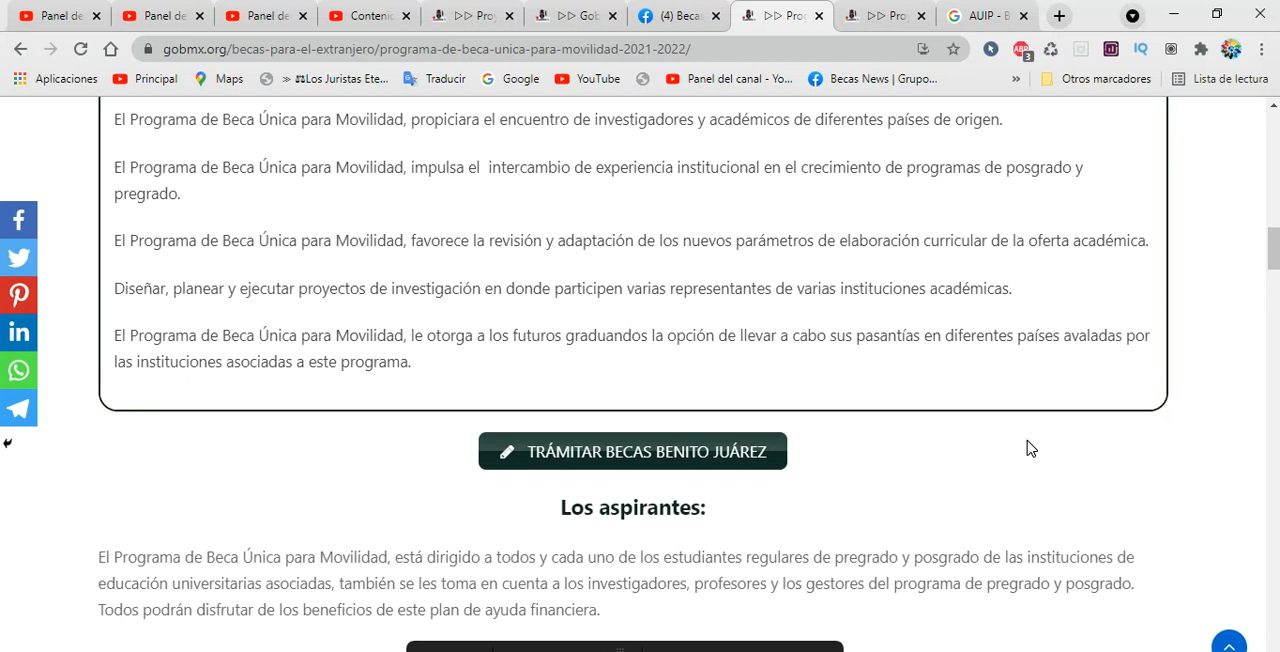 Panel de
Panel de
Panel de
Conteni
>> Pro
>> Gob
(4) Beca
>> Prog
>> Pro
AUIP - B
gobmx.org/becas-para-el-extranjero/programa-de-beca-unica-para-movilidad-2021-2022/
ABP
3
IQ
Aplicaciones
Principal
Maps
» ⚖Los Juristas Ete...
Traducir
Google
YouTube
Panel del canal - Yo...
Becas News | Grupo...
»
Otros marcadores
Lista de lectura
El Programa de Beca Única para Movilidad, propiciara el encuentro de investigadores y académicos de diferentes países de origen.
El Programa de Beca Única para Movilidad, impulsa el intercambio de experiencia institucional en el crecimiento de programas de posgrado y
pregrado.
El Programa de Beca Única para Movilidad, favorece la revisión y adaptación de los nuevos parámetros de elaboración curricular de la oferta académica.
Diseñar, planear y ejecutar proyectos de investigación en donde participen varias representantes de varias instituciones académicas.
El Programa de Beca Única para Movilidad, le otorga a los futuros graduandos la opción de llevar a cabo sus pasantías en diferentes países avaladas por
las instituciones asociadas a este programa.
TRÁMITAR BECAS BENITO JUÁREZ
Los aspirantes:
El Programa de Beca Única para Movilidad, está dirigido a todos y cada uno de los estudiantes regulares de pregrado y posgrado de las instituciones de
educación universitarias asociadas, también se les toma en cuenta a los investigadores, profesores y los gestores del programa de pregrado y posgrado.
Todos podrán disfrutar de los beneficios de este plan de ayuda financiera.